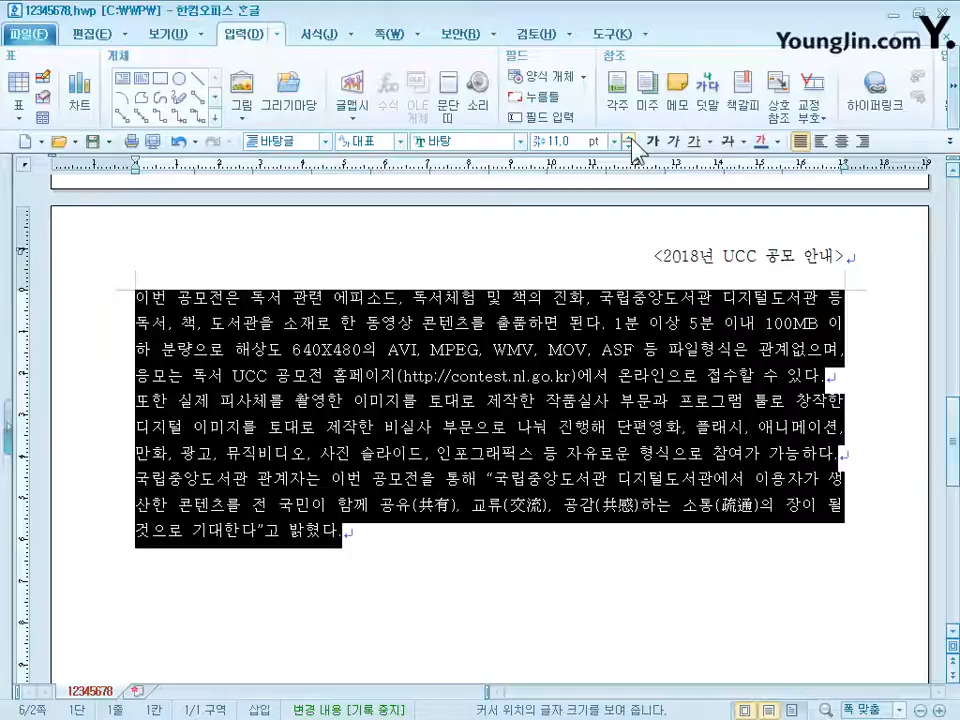 12345678.hwp [C:WWPW] - 한컴오피스 한글
YoungJin.com Y.
파일(F) 편집(E) 보기(U) 입력(D) 서식(J) 쪽(W) 보안(R) 검토(H) 도구(K)
표 개체 필드 참조
표 차트 그림 그리기마당 글맵시 수식 OLE 개체 문단 띠 소리
양식 개체
누름틀
필드 입력
각주 미주 메모 덧말 책갈피 상호 참조 교정 부호 하이퍼링크
바탕글 대표 바탕 11.0 pt 가 가 가 가 가
<2018년 UCC 공모 안내>
이번 공모전은 독서 관련 에피소드, 독서체험 및 책의 진화, 국립중앙도서관 디지털도서관 등
독서, 책, 도서관을 소재로 한 동영상 콘텐츠를 출품하면 된다. 1분 이상 5분 이내 100MB 이
하 분량으로 해상도 640X480의 AVI, MPEG, WMV, MOV, ASF 등 파일형식은 관계없으며,
응모는 독서 UCC 공모전 홈페이지(http://contest.nl.go.kr)에서 온라인으로 접수할 수 있다.
또한 실제 피사체를 촬영한 이미지를 토대로 제작한 작품실사 부문과 프로그램 툴로 창작한
디지털 이미지를 토대로 제작한 비실사 부문으로 나눠 진행해 단편영화, 플래시, 애니메이션,
만화, 광고, 뮤직비디오, 사진 슬라이드, 인포그래픽스 등 자유로운 형식으로 참여가 가능하다.
국립중앙도서관 관계자는 이번 공모전을 통해 “국립중앙도서관 디지털도서관에서 이용자가 생
산한 콘텐츠를 전 국민이 함께 공유(共有), 교류(交流), 공감(共感)하는 소통(疏通)의 장이 될
것으로 기대한다”고 밝혔다.
12345678
6/2쪽 1단 1줄 1칸 1/1 구역 삽입 변경 내용 [기록 중지] 커서 위치의 글자 크기를 보여 줍니다. 폭 맞춤